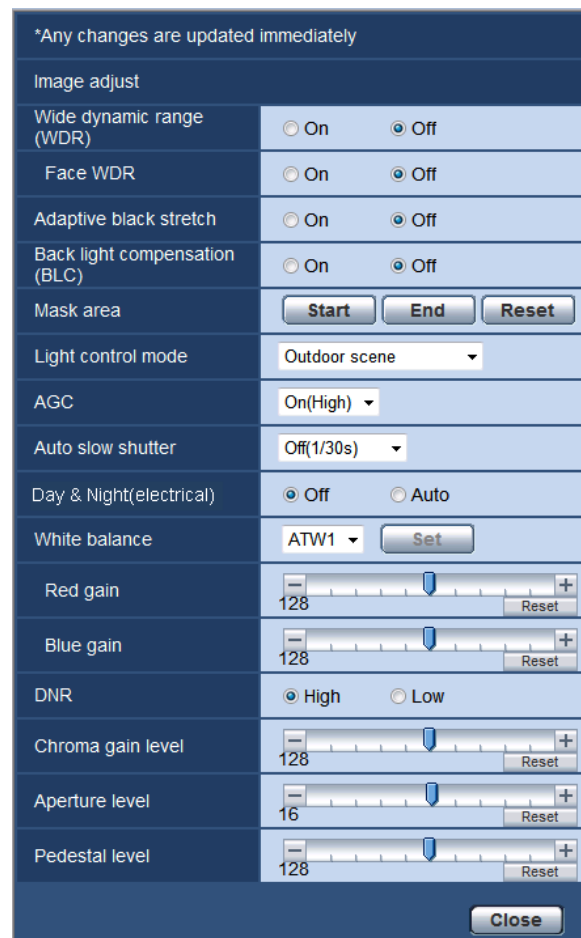 *Any changes are updated immediately
Image adjust
Wide dynamic range
(WDR)
On Off
Face WDR On Off
Adaptive black stretch On Off
Back light compensation
(BLC)
On Off
Mask area Start End Reset
Light control mode Outdoor scene
AGC On(High)
Auto slow shutter Off(1/30s)
Day & Night(electrical) Off Auto
White balance ATW1 Set
Red gain − +
128 Reset
Blue gain − +
128 Reset
DNR High Low
Chroma gain level − +
128 Reset
Aperture level − +
16 Reset
Pedestal level − +
128 Reset
Close